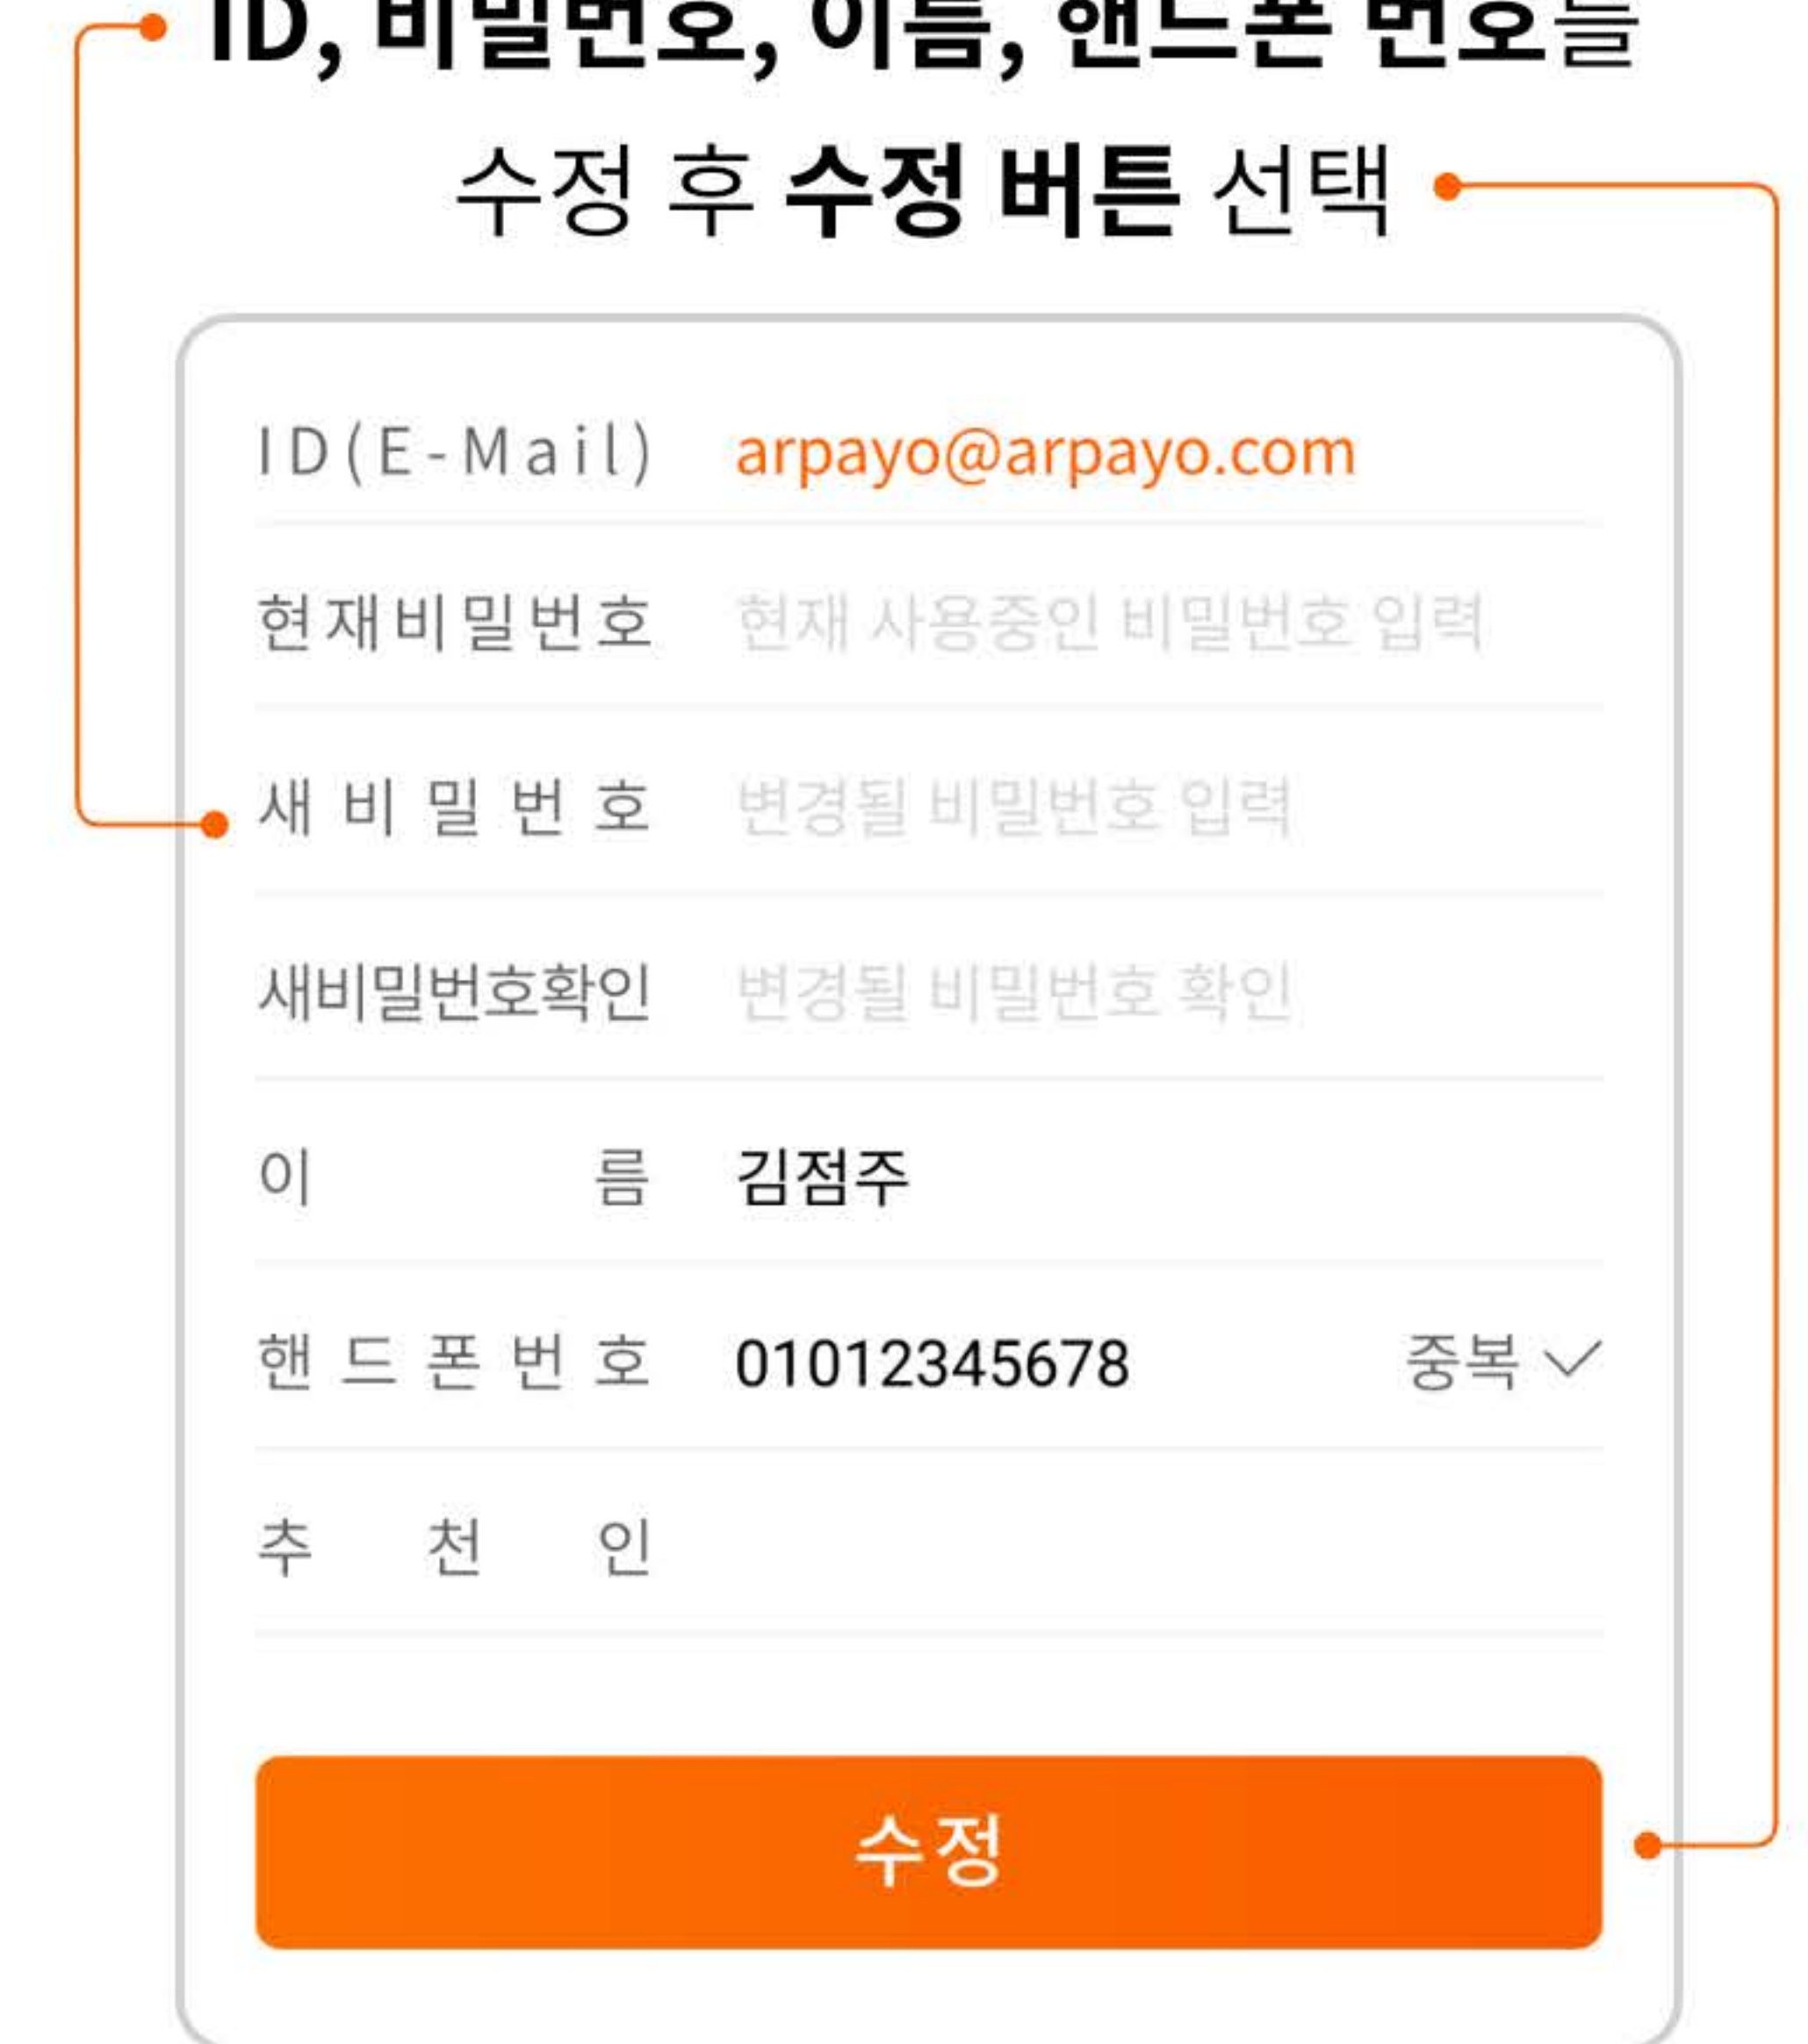 ID, 비밀번호, 이름, 핸드폰 번호를
수정 후 수정 버튼 선택
ID(E-Mail) arpayo@arpayo.com
현재비밀번호 현재 사용중인 비밀번호 입력
새 비 밀 번 호 변경될 비밀번호 입력
새비밀번호확인 변경될 비밀번호 확인
이 름 김점주
핸 드 폰 번 호 01012345678 중복
추 천 인
수정